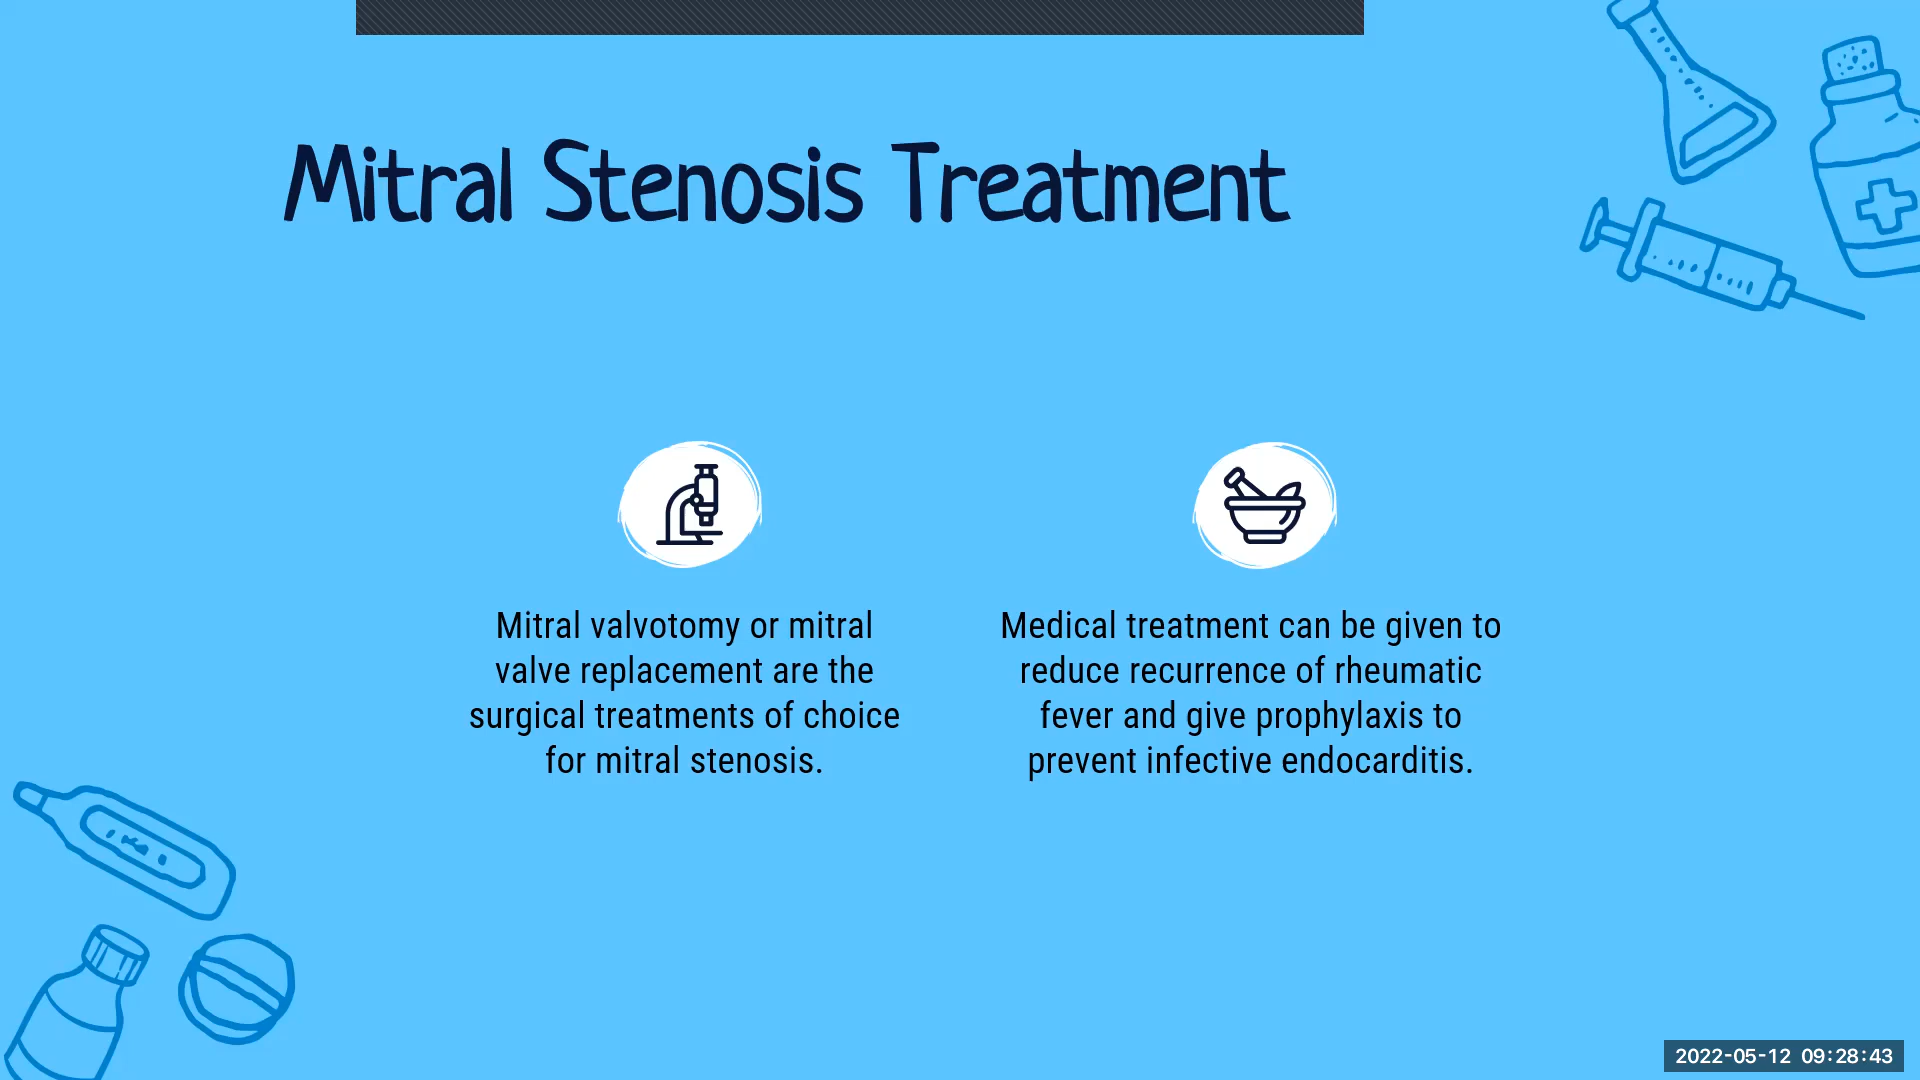 Mitral Stenosis Treatment
Mitral valvotomy or mitral
valve replacement are the
surgical treatments of choice
for mitral stenosis.
Medical treatment can be given to
reduce recurrence of rheumatic
fever and give prophylaxis to
prevent infective endocarditis.
2022-05-12 09:28:43